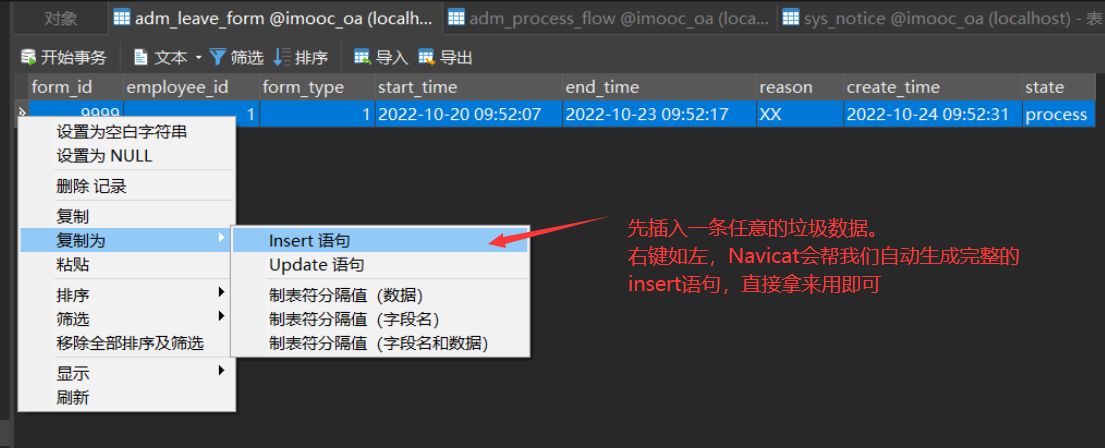 对象 adm_leave_form @imooc_oa (localh... adm_process_flow @imooc_oa (loca... sys_notice @imooc_oa (localhost) - 表
开始事务 文本 筛选 排序 导入 导出
form_id employee_id form_type start_time end_time reason create_time state
9999 1 1 2022-10-20 09:52:07 2022-10-23 09:52:17 XX 2022-10-24 09:52:31 process
设置为空白字符串
设置为 NULL
删除 记录
复制
复制为
粘贴
排序
筛选
移除全部排序及筛选
显示
刷新
Insert 语句
Update 语句
制表符分隔值（数据）
制表符分隔值（字段名）
制表符分隔值（字段名和数据）
先插入一条任意的垃圾数据。
右键如左，Navicat会帮我们自动生成完整的
insert语句，直接拿来用即可